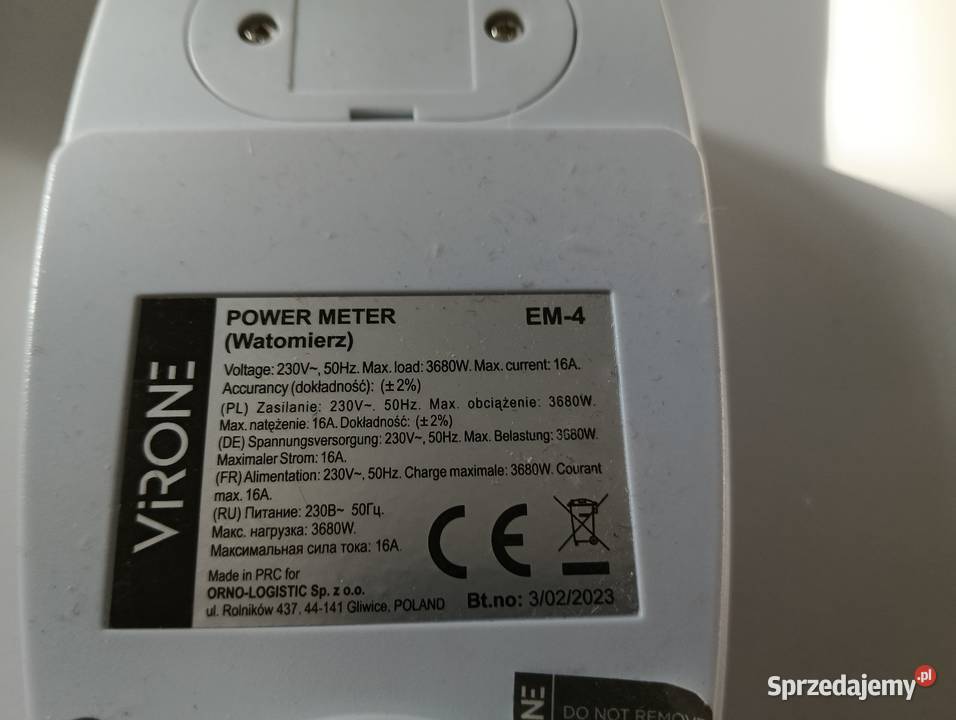 POWER METER EM-4
(Watomierz)
Voltage: 230V~, 50Hz. Max. load: 3680W. Max. current: 16A.
Accurancy (dokładność): (±2%)
(PL) Zasilanie: 230V~. 50Hz. Max. obciążenie: 3680W.
Max. natężenie: 16A. Dokładność: (±2%)
(DE) Spannungsversorgung: 230V~, 50Hz. Max. Belastung: 3680W.
Maximaler Strom: 16A.
(FR) Alimentation: 230V~, 50Hz. Charge maximale: 3680W. Courant
max. 16A.
(RU) Питание: 230В~ 50Гц.
Макс. нагрузка: 3680W.
Максимальная сила тока: 16А.
Made in PRC for
ORNO-LOGISTIC Sp. z o.o.
ul. Rolników 437, 44-141 Gliwice, POLAND
Bt.no: 3/02/2023
VIRONE
CE
NE
DO NOT REMOVE
Sprzedajemy.pl